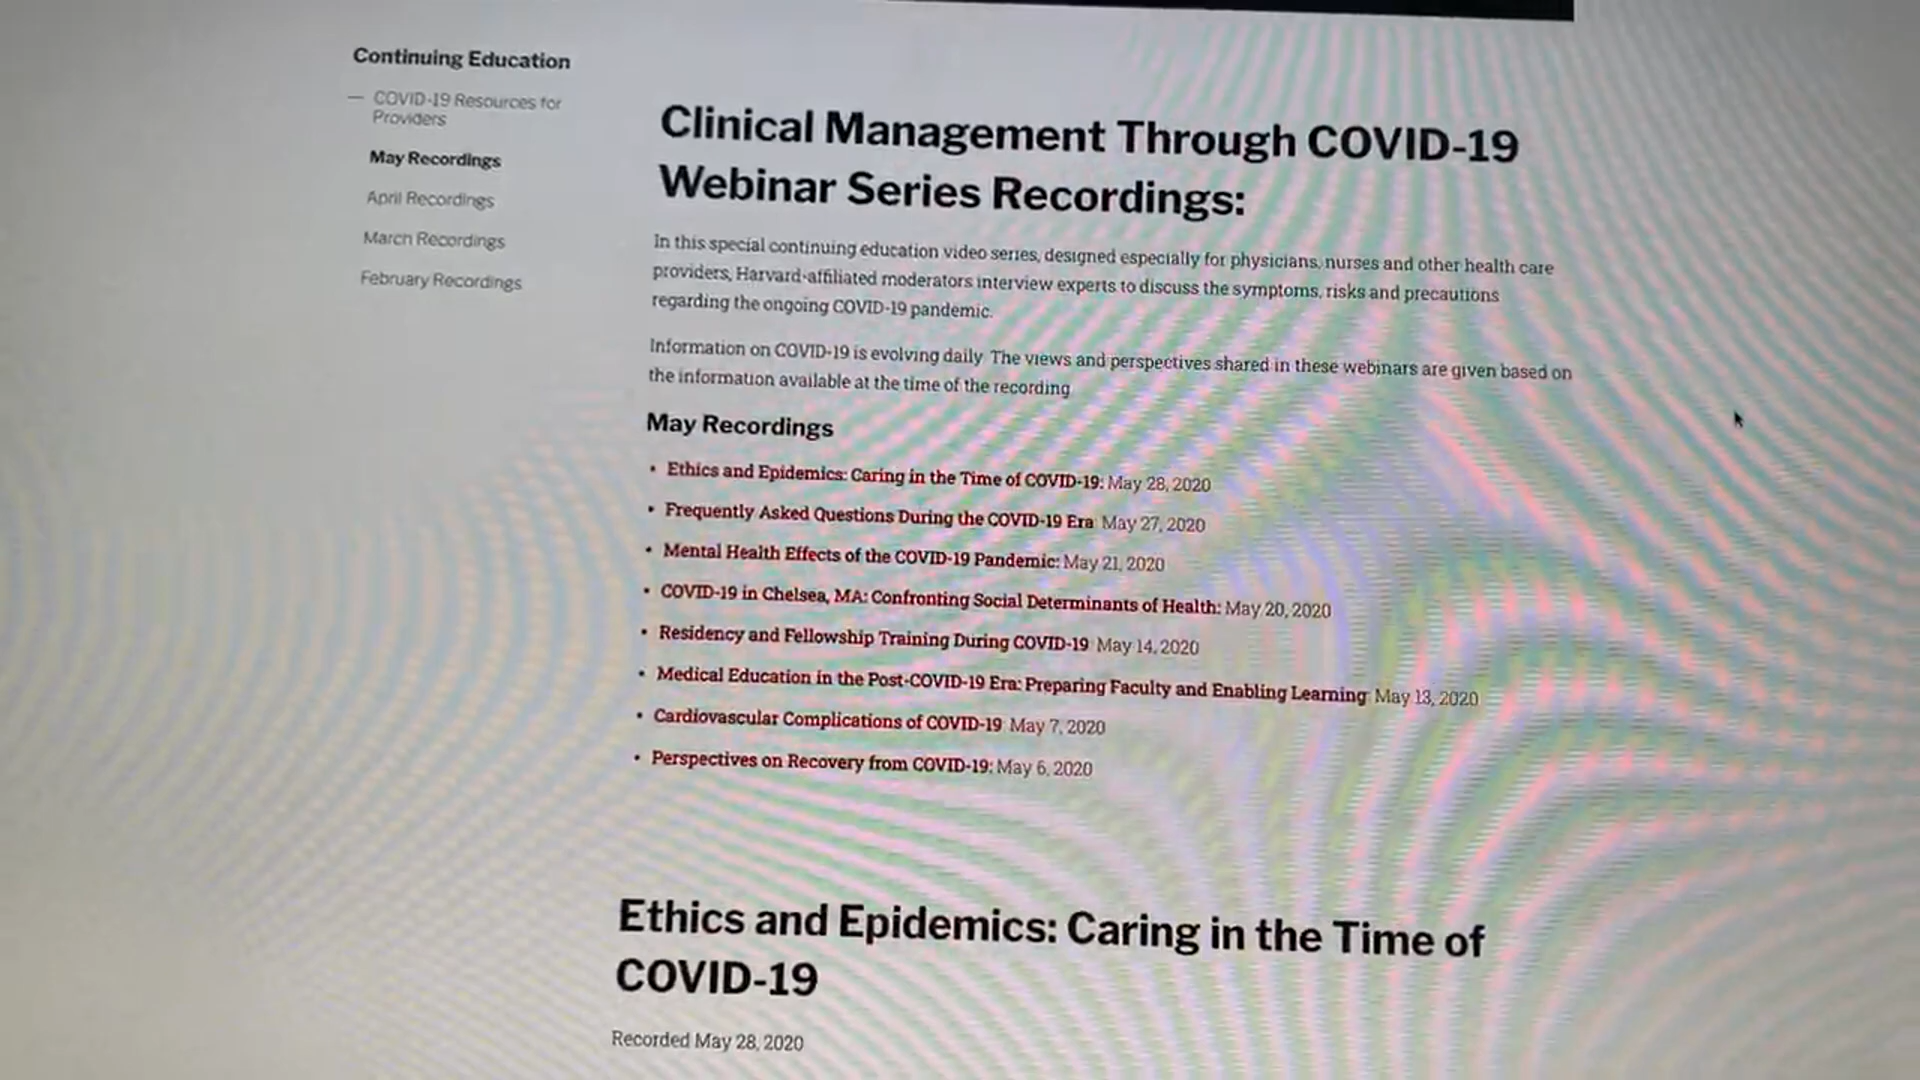 Continuing Education
— COVID-19 Resources for
Providers
May Recordings
April Recordings
March Recordings
February Recordings
Clinical Management Through COVID-19
Webinar Series Recordings:
In this special continuing education video series, designed especially for physicians, nurses and other health care
providers, Harvard-affiliated moderators interview experts to discuss the symptoms, risks and precautions
regarding the ongoing COVID-19 pandemic.
Information on COVID-19 is evolving daily. The views and perspectives shared in these webinars are given based on
the information available at the time of the recording.
May Recordings
• Ethics and Epidemics: Caring in the Time of COVID-19: May 28, 2020
• Frequently Asked Questions During the COVID-19 Era: May 27, 2020
• Mental Health Effects of the COVID-19 Pandemic: May 21, 2020
• COVID-19 in Chelsea, MA: Confronting Social Determinants of Health: May 20, 2020
• Residency and Fellowship Training During COVID-19: May 14, 2020
• Medical Education in the Post-COVID-19 Era: Preparing Faculty and Enabling Learning: May 13, 2020
• Cardiovascular Complications of COVID-19: May 7, 2020
• Perspectives on Recovery from COVID-19: May 6, 2020
Ethics and Epidemics: Caring in the Time of
COVID-19
Recorded May 28, 2020